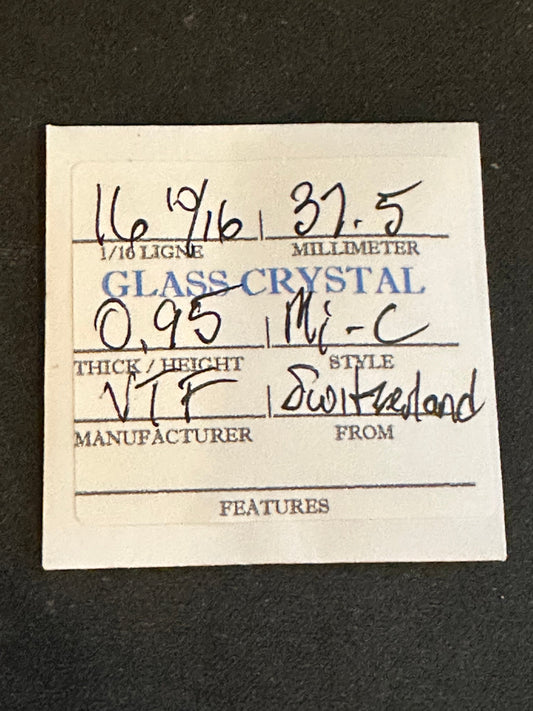 16 10/16 | 37.5
1/16 LIGNE MILLIMETER
GLASS CRYSTAL
0.95 | Mi-C
THICK / HEIGHT STYLE
VTF | Switzerland
MANUFACTURER FROM
FEATURES